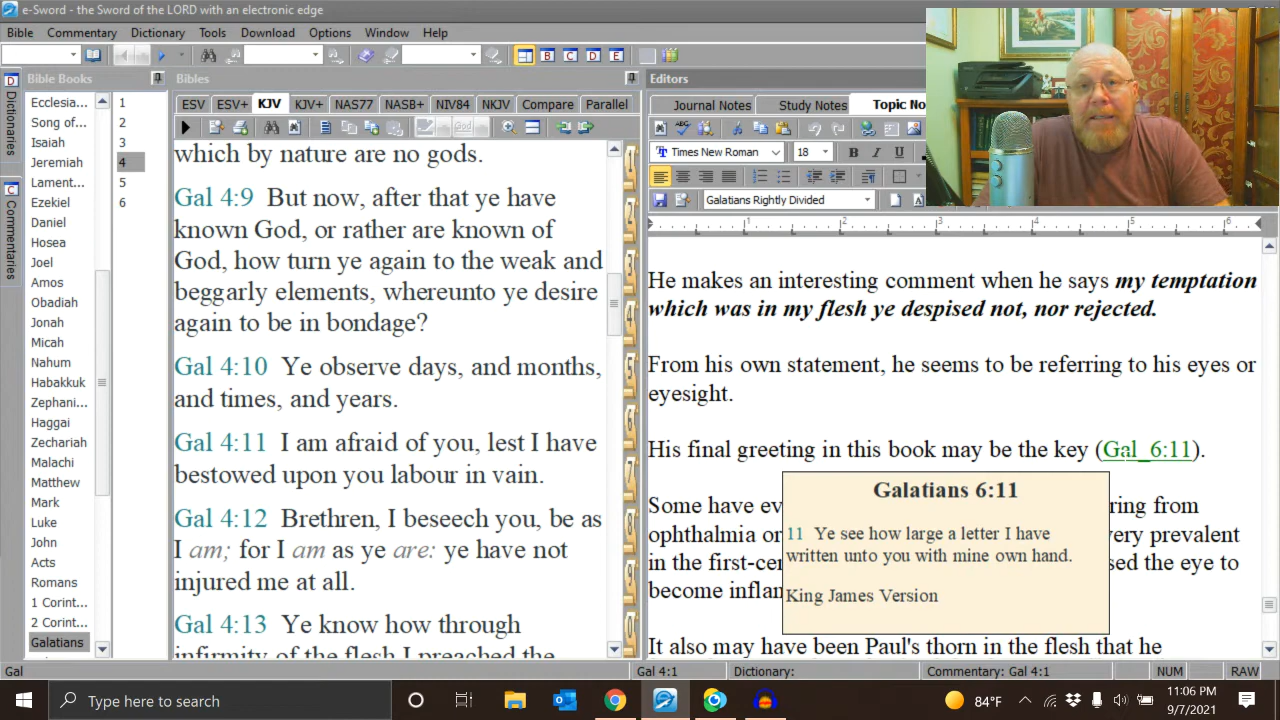 e-Sword - the Sword of the LORD with an electronic edge
Bible Commentary Dictionary Tools Download Options Window Help
B C D E
Dictionaries
Commentaries
Bible Books
Ecclesia...
Song of...
Isaiah
Jeremiah
Lament...
Ezekiel
Daniel
Hosea
Joel
Amos
Obadiah
Jonah
Micah
Nahum
Habakkuk
Zephani...
Haggai
Zechariah
Malachi
Matthew
Mark
Luke
John
Acts
Romans
1 Corint...
2 Corint...
Galatians
1
2
3
4
5
6
Bibles
ESV ESV+ KJV KJV+ NAS77 NASB+ NIV84 NKJV Compare Parallel
which by nature are no gods.
Gal 4:9 But now, after that ye have
known God, or rather are known of
God, how turn ye again to the weak and
beggarly elements, whereunto ye desire
again to be in bondage?
Gal 4:10 Ye observe days, and months,
and times, and years.
Gal 4:11 I am afraid of you, lest I have
bestowed upon you labour in vain.
Gal 4:12 Brethren, I beseech you, be as
I am; for I am as ye are: ye have not
injured me at all.
Gal 4:13 Ye know how through
infirmity of the flesh I preached the
Editors
Journal Notes Study Notes Topic No
Times New Roman 18 B I U
Galatians Rightly Divided
1 2 3 4 5 6
He makes an interesting comment when he says my temptation
which was in my flesh ye despised not, nor rejected.
From his own statement, he seems to be referring to his eyes or
eyesight.
His final greeting in this book may be the key (Gal_6:11).
Some have ev ring from
ophthalmia or very prevalent
in the first-cen sed the eye to
become inflam
It also may have been Paul's thorn in the flesh that he
Galatians 6:11
11 Ye see how large a letter I have
written unto you with mine own hand.
King James Version
Gal Gal 4:1 Dictionary: Commentary: Gal 4:1 NUM RAW
Type here to search
84°F
11:06 PM
9/7/2021